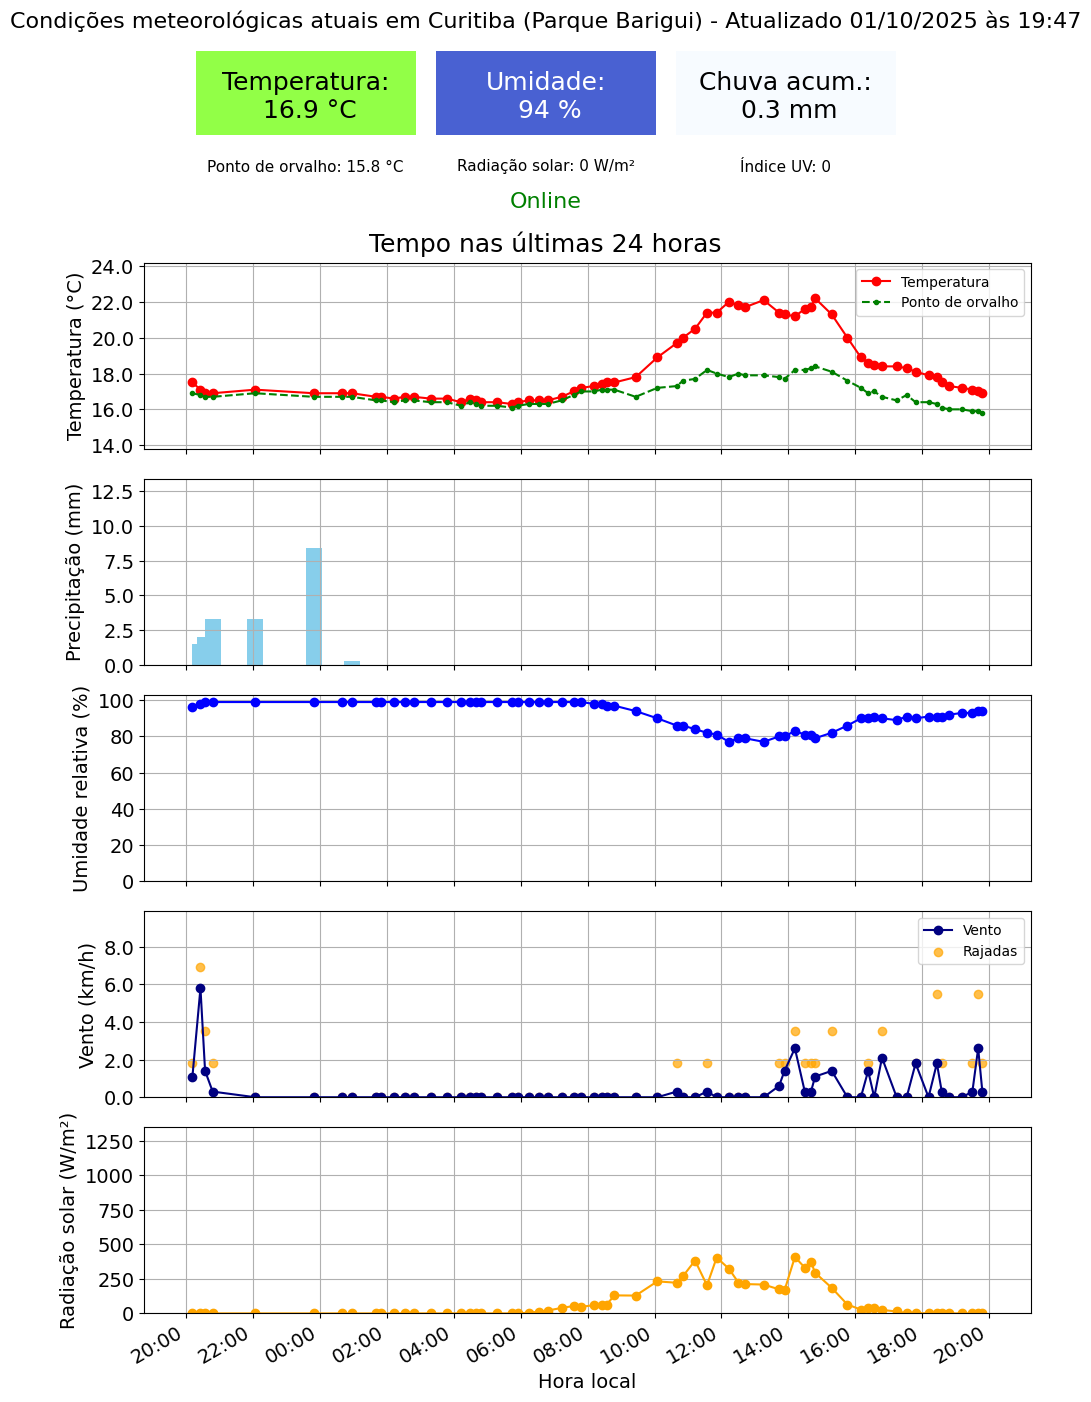 Condições meteorológicas atuais em Curitiba (Parque Barigui) - Atualizado 01/10/2025 às 19:47
Temperatura:
16.9 °C
Umidade:
94 %
Chuva acum.:
0.3 mm
Ponto de orvalho: 15.8 °C
Radiação solar: 0 W/m²
Índice UV: 0
Online
Tempo nas últimas 24 horas
Temperatura (°C)
24.0
22.0
20.0
18.0
16.0
14.0
Temperatura
Ponto de orvalho
Precipitação (mm)
12.5
10.0
7.5
5.0
2.5
0.0
Umidade relativa (%)
100
80
60
40
20
0
Vento (km/h)
8.0
6.0
4.0
2.0
0.0
Vento
Rajadas
Radiação solar (W/m²)
1250
1000
750
500
250
0
20:00 22:00 00:00 02:00 04:00 06:00 08:00 10:00 12:00 14:00 16:00 18:00 20:00
Hora local